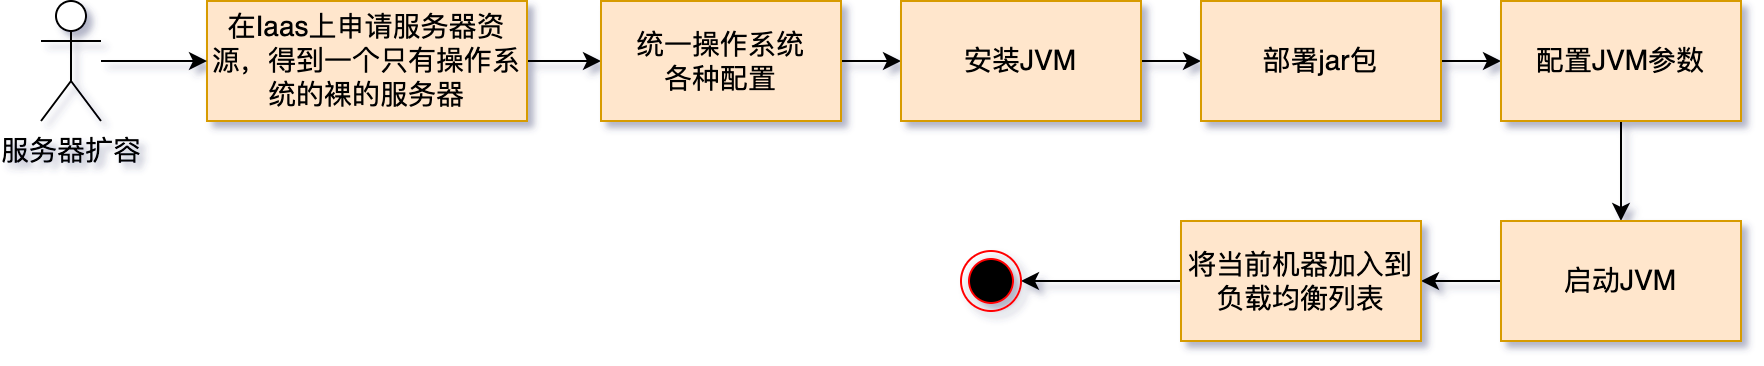 服务器扩容
在Iaas上申请服务器资
源，得到一个只有操作系
统的裸的服务器
统一操作系统
各种配置
安装JVM
部署jar包
配置JVM参数
启动JVM
将当前机器加入到
负载均衡列表